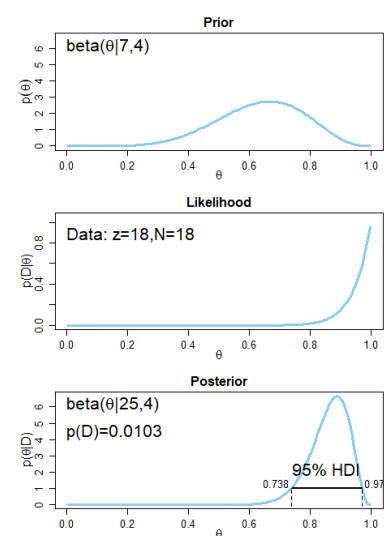 Prior
beta(θ|7,4)
p(θ)
0 1 2 3 4 5 6
0.0 0.2 0.4 0.6 0.8 1.0
θ
Likelihood
Data: z=18,N=18
p(D|θ)
0.0 0.4 0.8
0.0 0.2 0.4 0.6 0.8 1.0
θ
Posterior
beta(θ|25,4)
p(D)=0.0103
p(θ|D)
0 1 2 3 4 5 6
95% HDI
0.738 0.97
0.0 0.2 0.4 0.6 0.8 1.0
θ